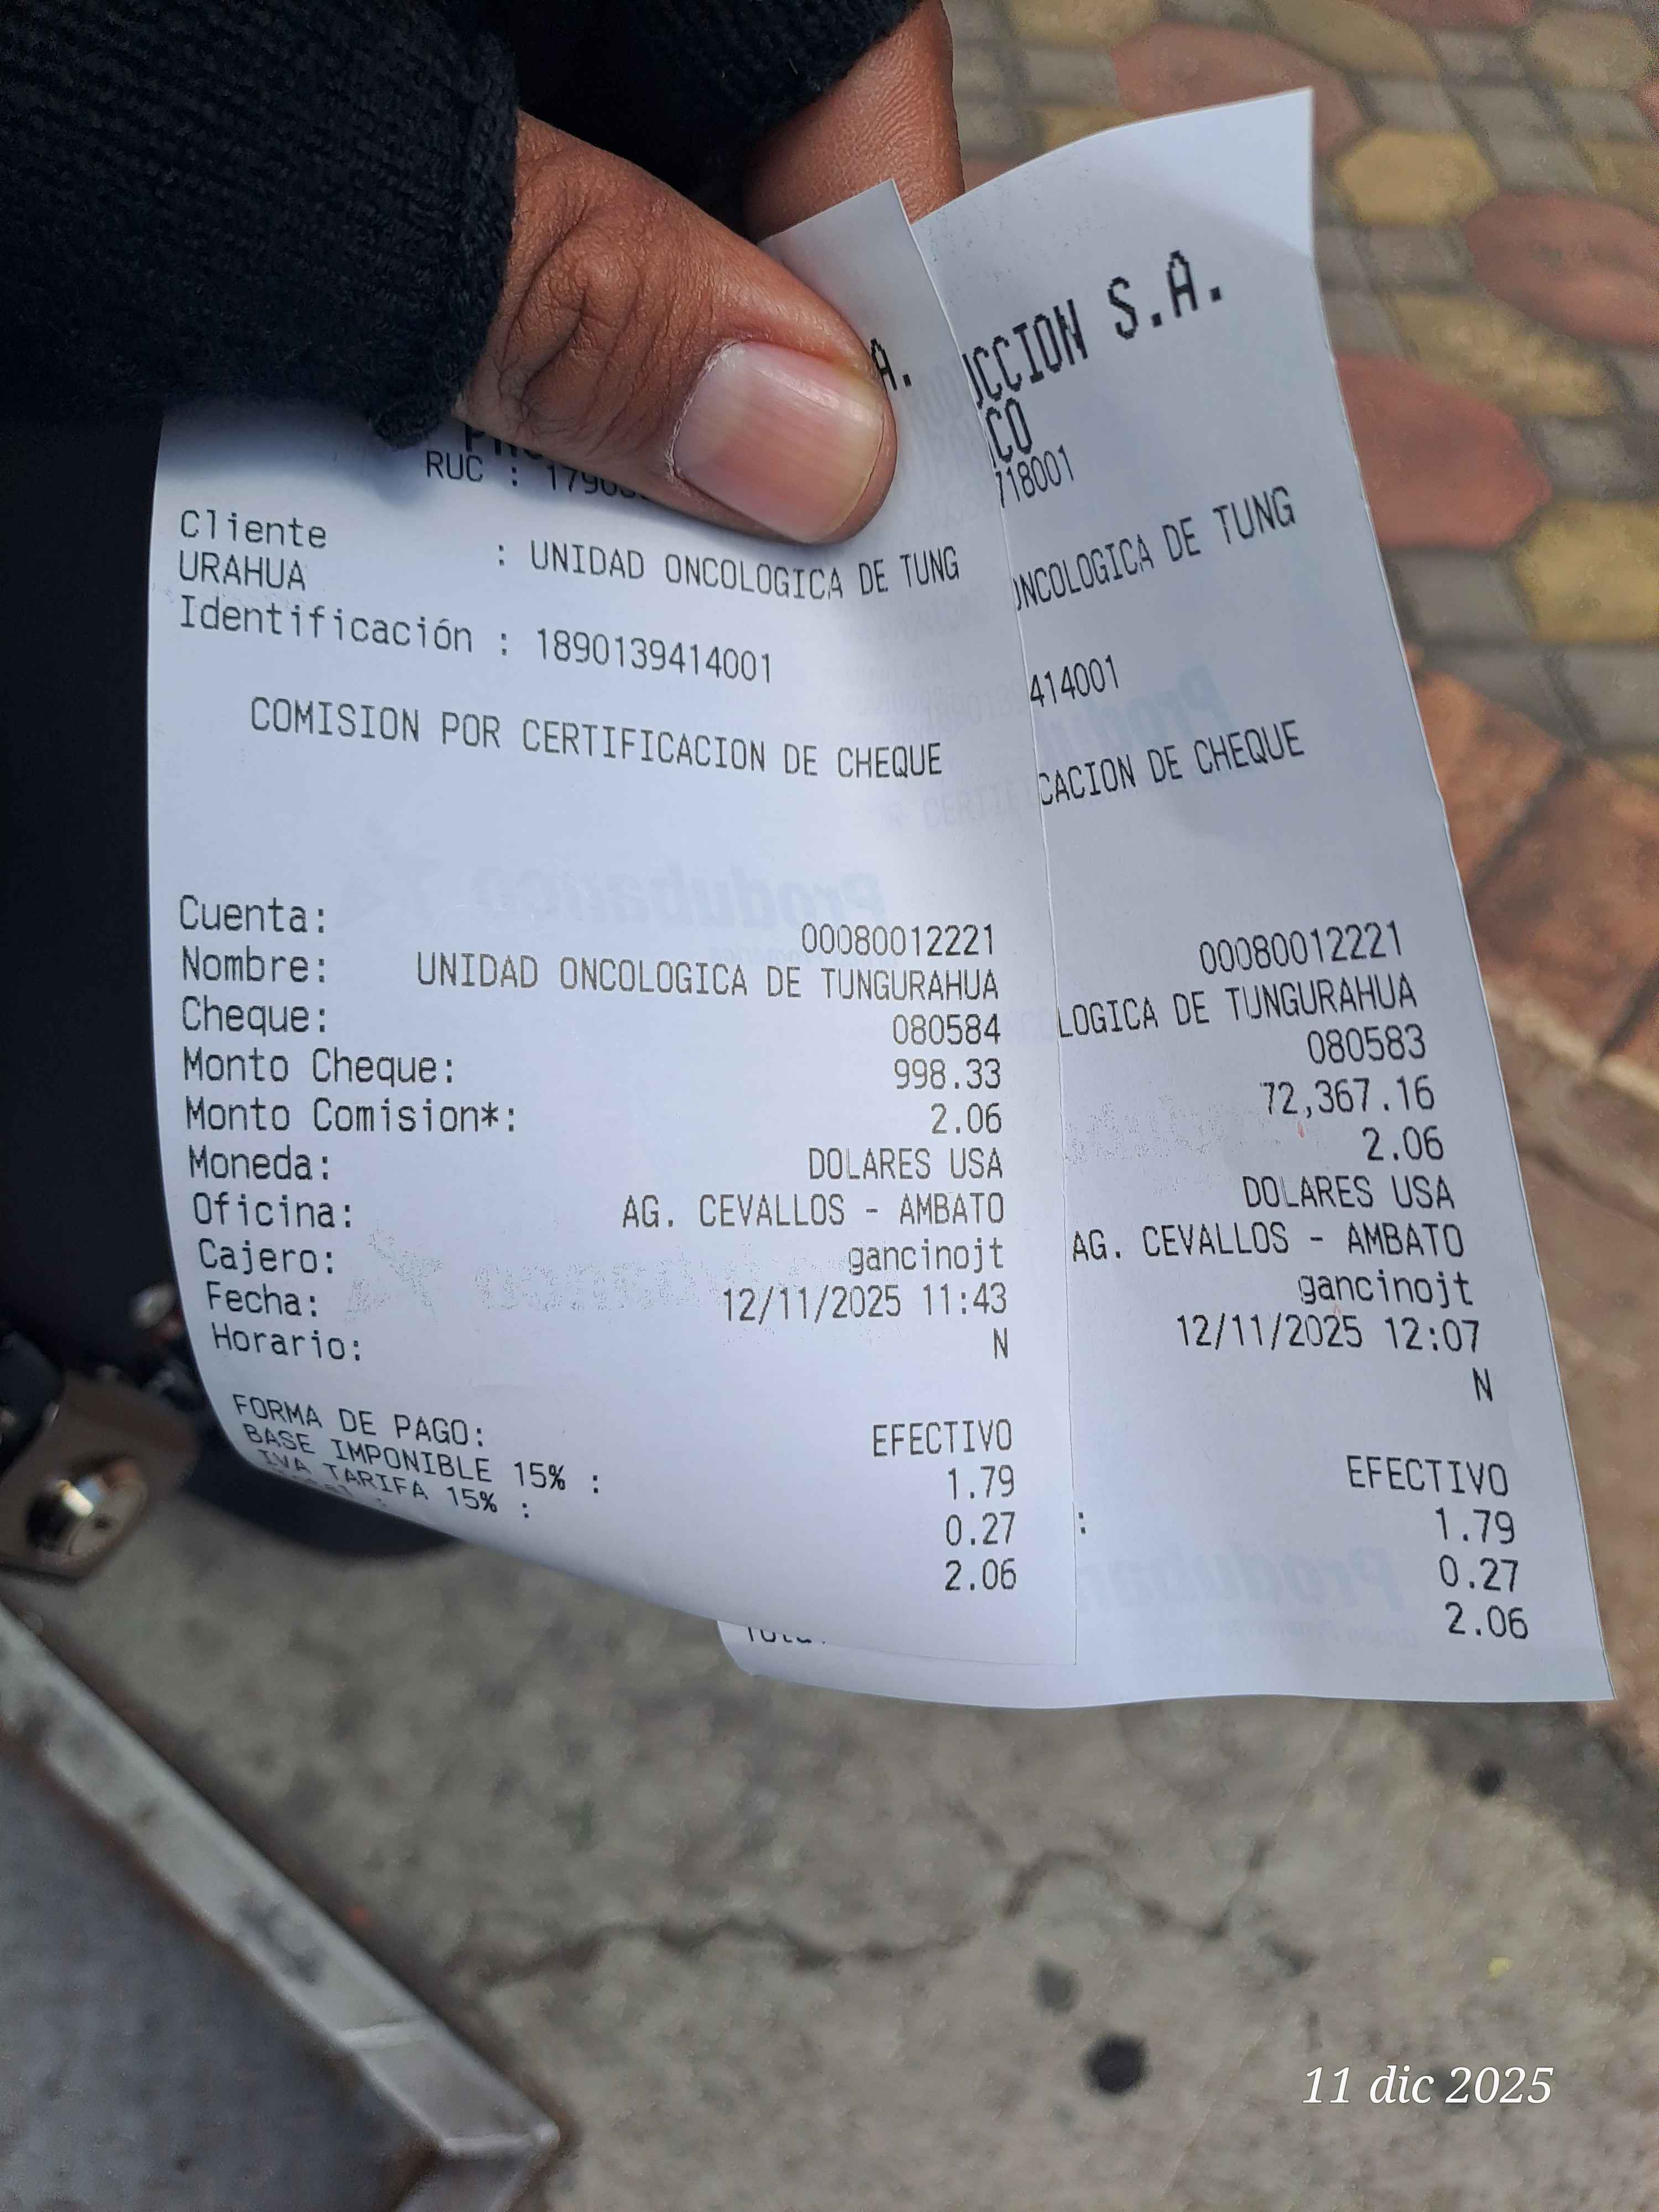 A.
RUC :
Cliente : UNIDAD ONCOLOGICA DE TUNG
URAHUA
Identificación : 1890139414001
COMISION POR CERTIFICACION DE CHEQUE
Cuenta: 00080012221
Nombre: UNIDAD ONCOLOGICA DE TUNGURAHUA
Cheque: 080584
Monto Cheque: 998.33
Monto Comision*: 2.06
Moneda: DOLARES USA
Oficina: AG. CEVALLOS - AMBATO
Cajero: gancinojt
Fecha: 12/11/2025 11:43
Horario: N
FORMA DE PAGO: EFECTIVO
BASE IMPONIBLE 15% : 1.79
IVA TARIFA 15% : 0.27
2.06
UCCION S.A.
CO
718001
ONCOLOGICA DE TUNG
414001
CACION DE CHEQUE
00080012221
LOGICA DE TUNGURAHUA
080583
72,367.16
2.06
DOLARES USA
AG. CEVALLOS - AMBATO
gancinojt
12/11/2025 12:07
N
EFECTIVO
: 1.79
0.27
2.06
11 dic 2025